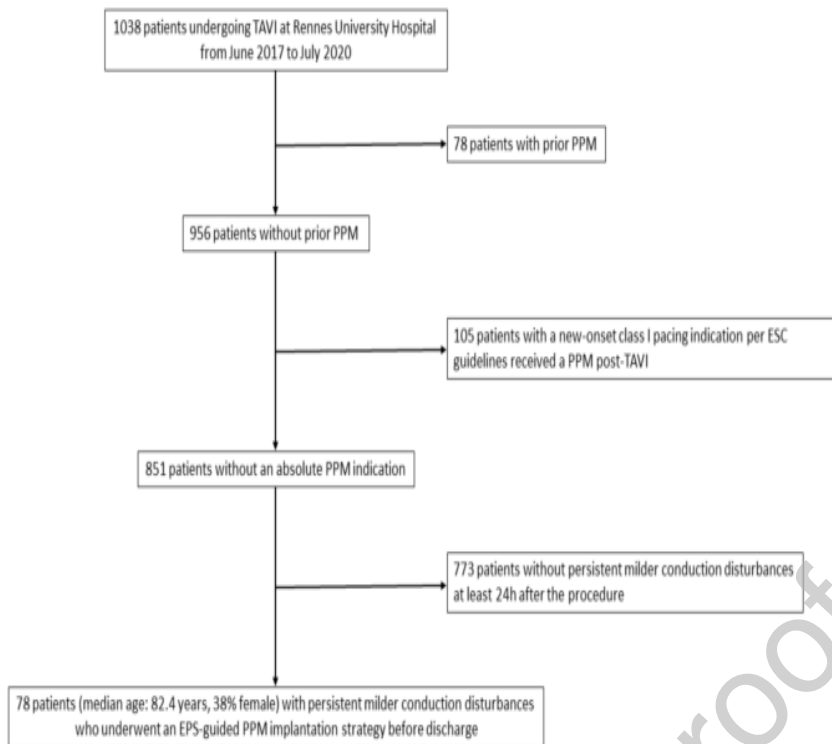 1038 patients undergoing TAVI at Rennes University Hospital
from June 2017 to July 2020
78 patients with prior PPM
956 patients without prior PPM
105 patients with a new-onset class I pacing indication per ESC
guidelines received a PPM post-TAVI
851 patients without an absolute PPM indication
773 patients without persistent milder conduction disturbances
at least 24h after the procedure
78 patients (median age: 82.4 years, 38% female) with persistent milder conduction disturbances
who underwent an EPS-guided PPM implantation strategy before discharge
roof